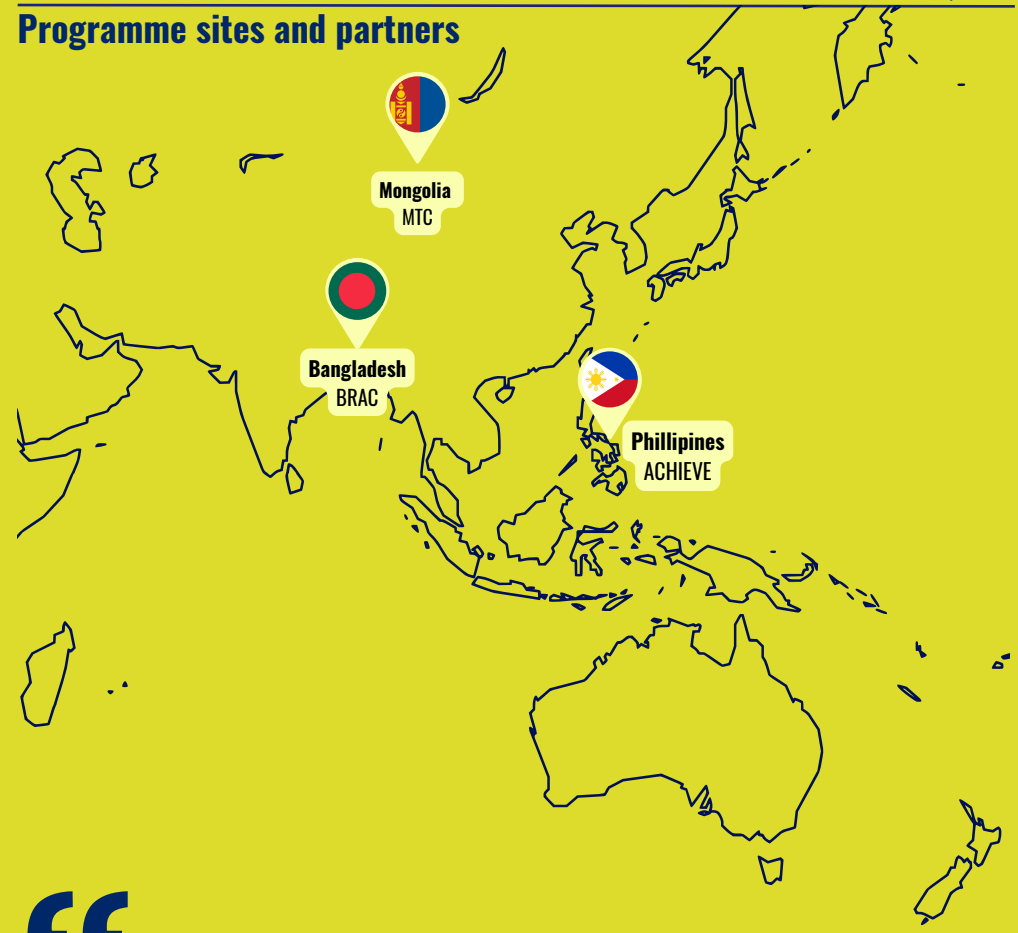 Programme sites and partners
Mongolia
MTC
Bangladesh
BRAC
Phillipines
ACHIEVE
“